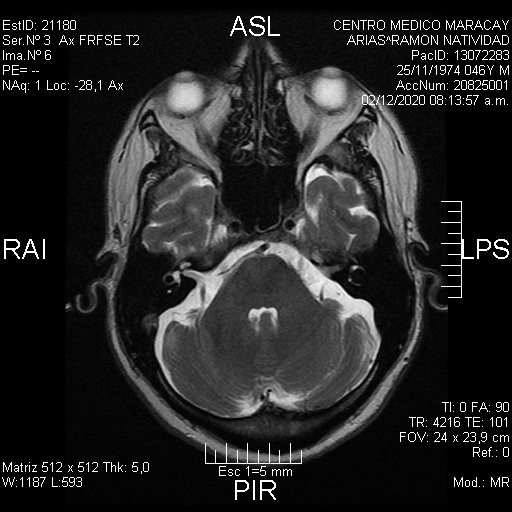 EstID: 21180
Ser.Nº 3 Ax FRFSE T2
Ima.Nº 6
PE= --
NAq: 1 Loc: -28,1 Ax
ASL
CENTRO MEDICO MARACAY
ARIAS^RAMON NATIVIDAD
PacID: 13072283
25/11/1974 046Y M
AccNum: 20825001
02/12/2020 08:13:57 a.m.
RAI
LPS
Matriz 512 x 512 Thk: 5,0
W:1187 L:593
Esc 1=5 mm
PIR
TI: 0 FA: 90
TR: 4216 TE: 101
FOV: 24 x 23,9 cm
Ref.: 0
Mod.: MR